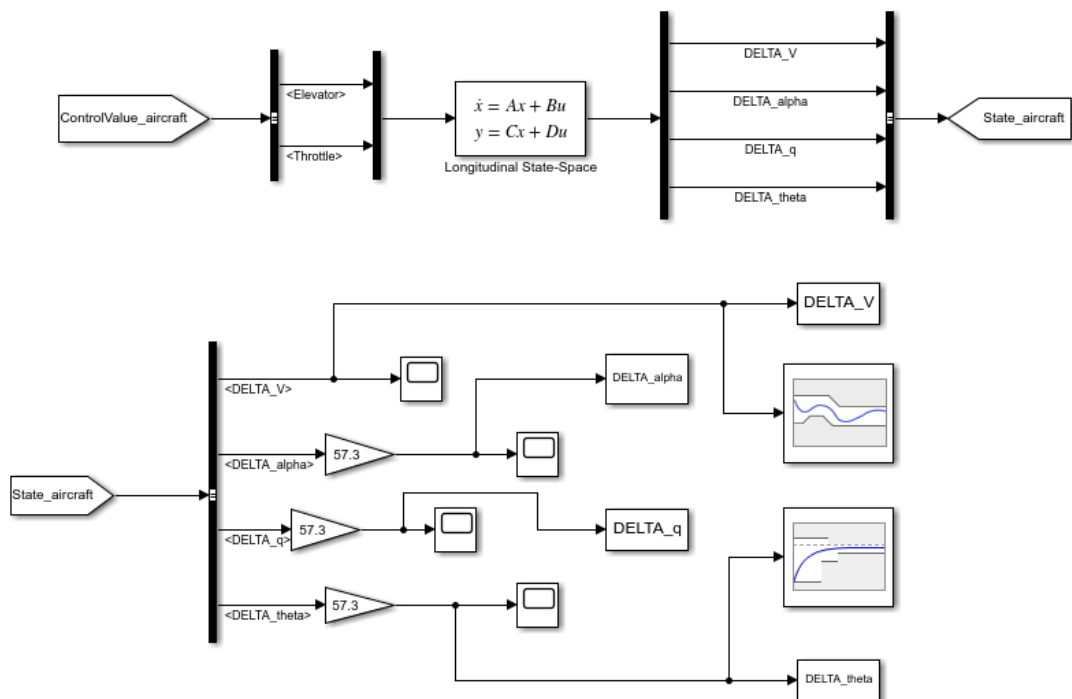 ControlValue_aircraft
<Elevator>
<Throttle>
ẋ = Ax + Bu
y = Cx + Du
Longitudinal State-Space
DELTA_V
DELTA_alpha
DELTA_q
DELTA_theta
State_aircraft
State_aircraft
<DELTA_V>
<DELTA_alpha>
<DELTA_q>
<DELTA_theta>
57.3
57.3
57.3
DELTA_V
DELTA_alpha
DELTA_q
DELTA_theta